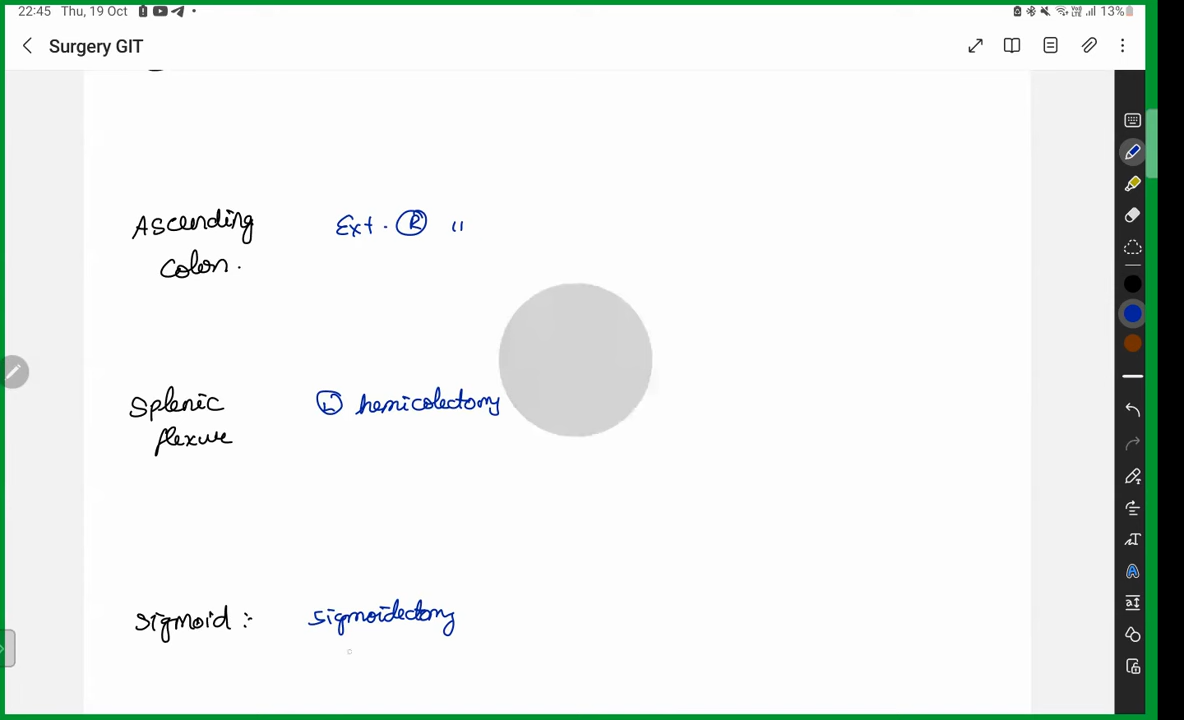 22:45 Thu, 19 Oct
13%
Surgery GIT
Ascending Ext. Ⓡ "
colon.
Splenic Ⓛ hemicolectomy
flexure
Sigmoid :- sigmoidectomy